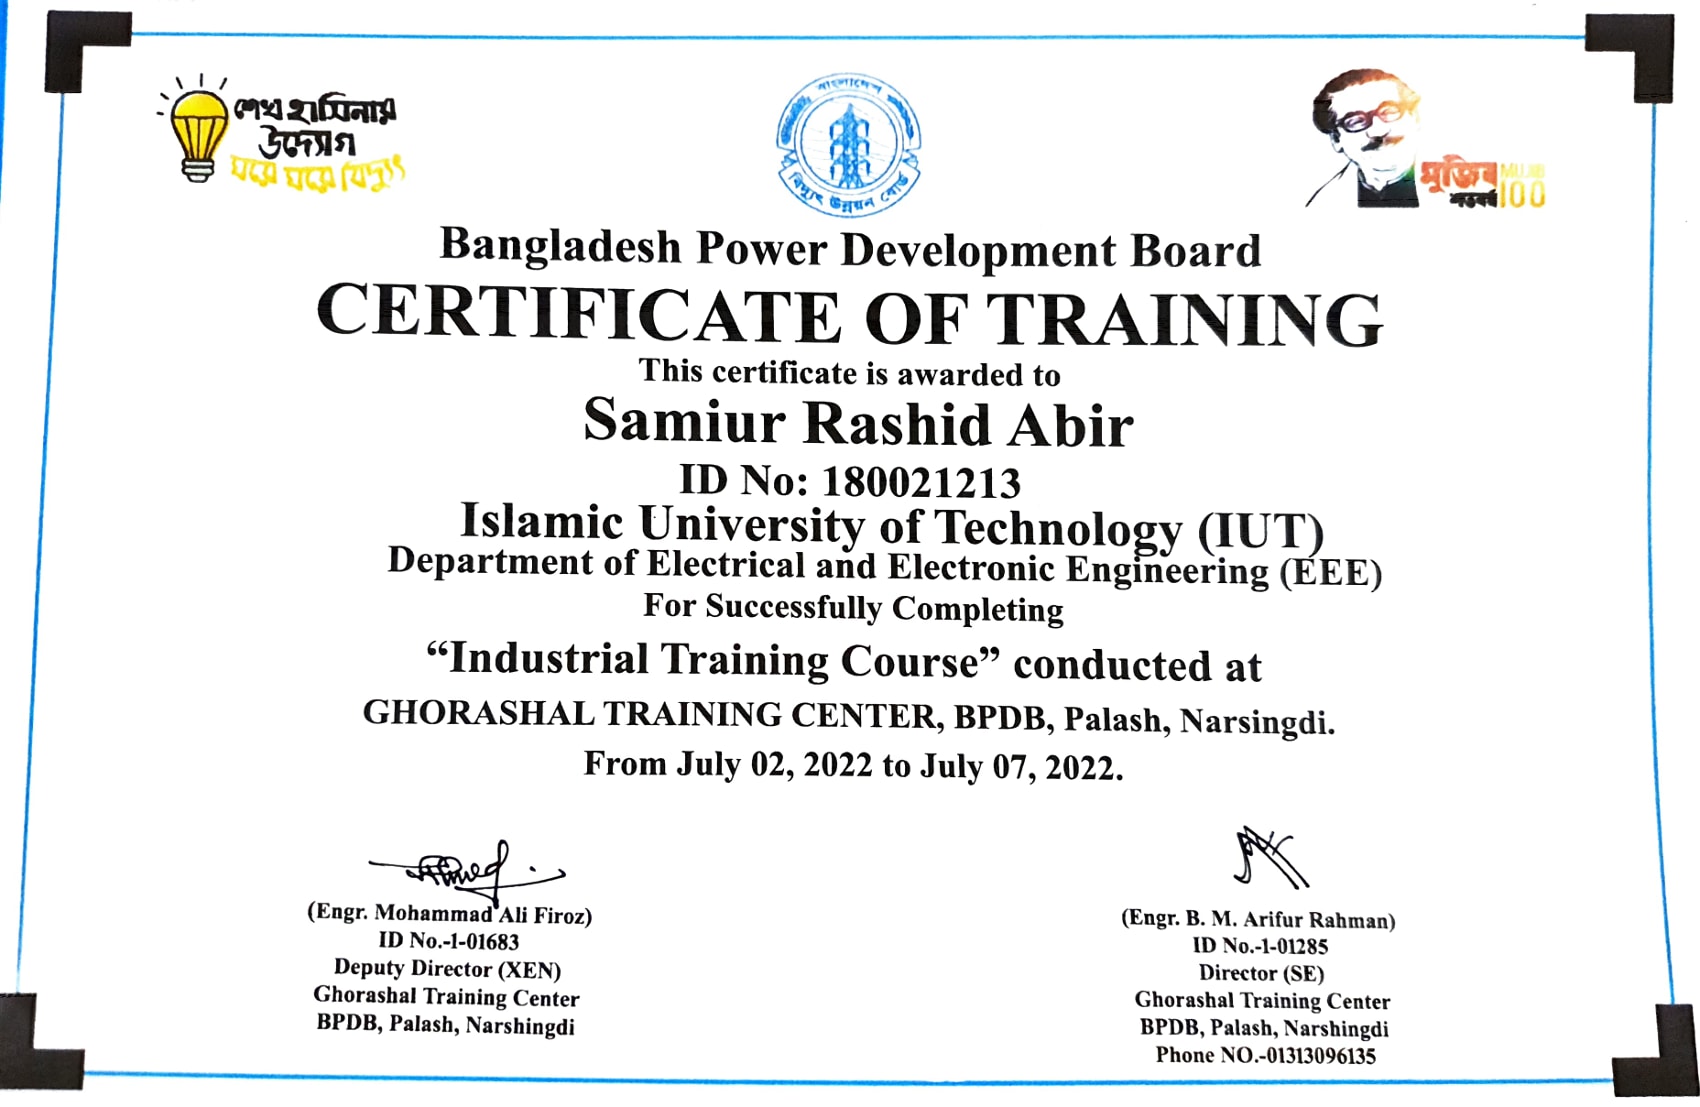 শেখ হাসিনার
উদ্যোগ
ঘরে ঘরে বিদ্যুৎ
বাংলাদেশ
বিদ্যুৎ উন্নয়ন বোর্ড
মুজিব MUJIB
শতবর্ষ 100
Bangladesh Power Development Board
CERTIFICATE OF TRAINING
This certificate is awarded to
Samiur Rashid Abir
ID No: 180021213
Islamic University of Technology (IUT)
Department of Electrical and Electronic Engineering (EEE)
For Successfully Completing
“Industrial Training Course” conducted at
GHORASHAL TRAINING CENTER, BPDB, Palash, Narsingdi.
From July 02, 2022 to July 07, 2022.
(Engr. Mohammad Ali Firoz)
ID No.-1-01683
Deputy Director (XEN)
Ghorashal Training Center
BPDB, Palash, Narshingdi
(Engr. B. M. Arifur Rahman)
ID No.-1-01285
Director (SE)
Ghorashal Training Center
BPDB, Palash, Narshingdi
Phone NO.-01313096135